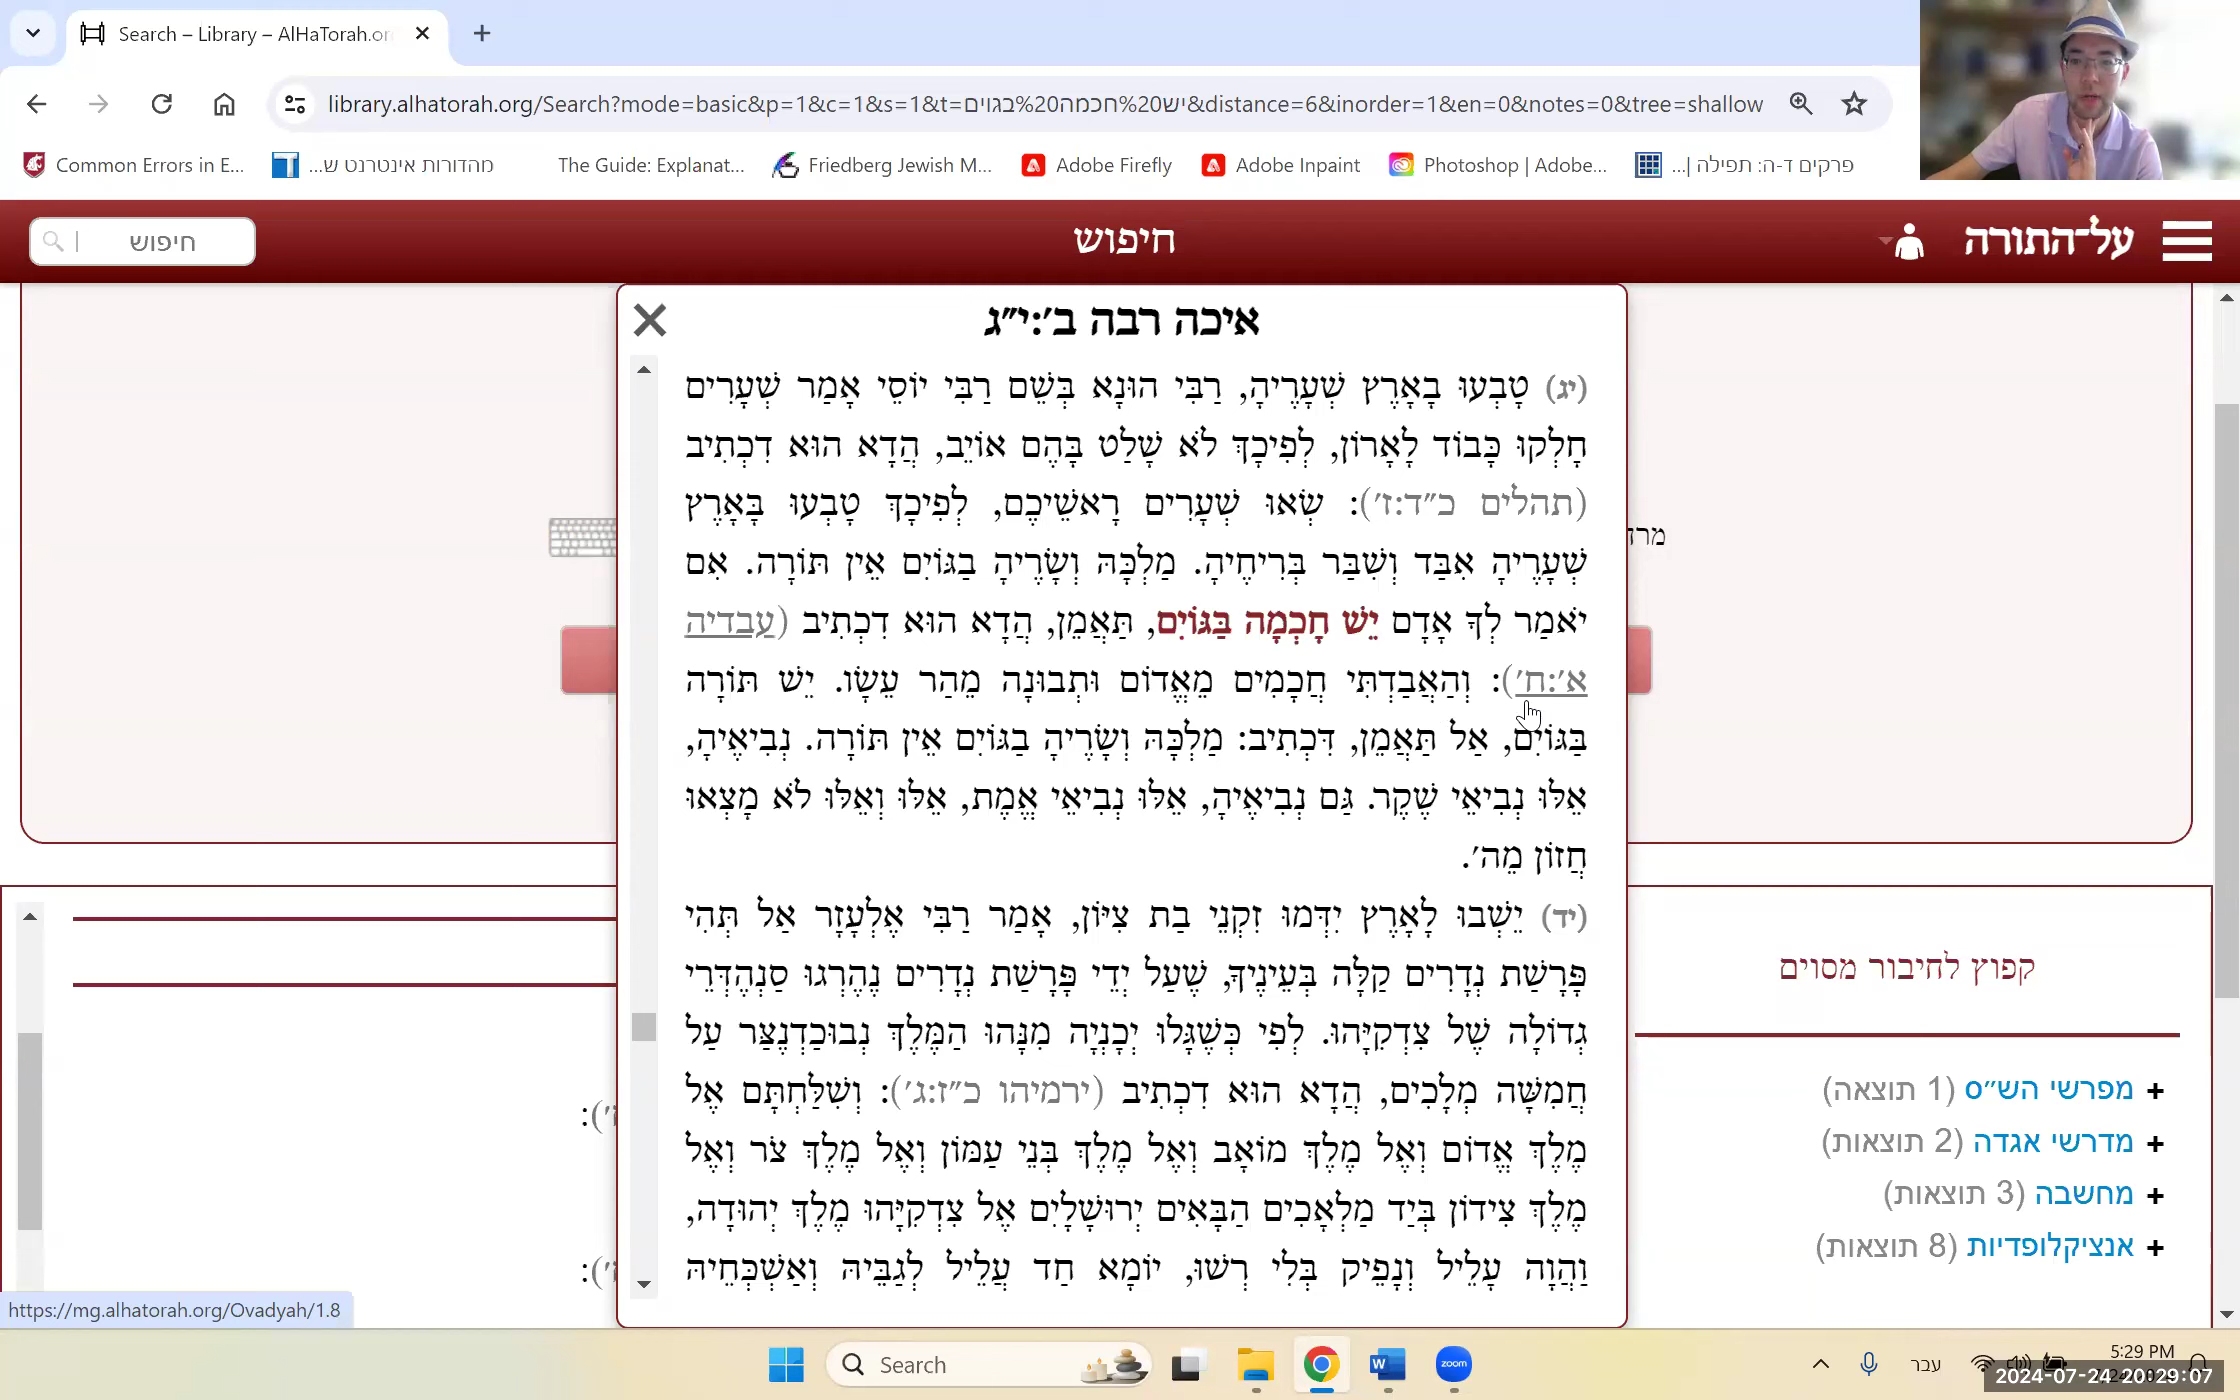 Search – Library – AlHaTorah.or
library.alhatorah.org/Search?mode=basic&p=1&c=1&s=1&t=יש%20חכמה%20בגוים&distance=6&inorder=1&en=0&notes=0&tree=shallow
Common Errors in E...
מהדורות אינטרנט ש...
The Guide: Explanat...
Friedberg Jewish M...
Adobe Firefly
Adobe Inpaint
Photoshop | Adobe...
פרקים ד-ה: תפילה |...
על־התורה
חיפוש
חיפוש
איכה רבה ב׳:י״ג
(יג) טָבְעוּ בָאָרֶץ שְׁעָרֶיהָ, רַבִּי הוּנָא בְּשֵׁם רַבִּי יוֹסֵי אָמַר שְׁעָרִים
חָלְקוּ כָּבוֹד לָאָרוֹן, לְפִיכָךְ לֹא שָׁלַט בָּהֶם אוֹיֵב, הֲדָא הוּא דִכְתִיב
(תהלים כ״ד:ז׳): שְׂאוּ שְׁעָרִים רָאשֵׁיכֶם, לְפִיכָךְ טָבְעוּ בָּאָרֶץ
שְׁעָרֶיהָ אִבַּד וְשִׁבַּר בְּרִיחֶיהָ. מַלְכָּהּ וְשָׂרֶיהָ בַגּוֹיִם אֵין תּוֹרָה. אִם
יֹאמַר לְךָ אָדָם יֵשׁ חָכְמָה בַּגּוֹיִם, תַּאֲמֵן, הֲדָא הוּא דִכְתִיב (עבדיה
א׳:ח׳): וְהַאֲבַדְתִּי חֲכָמִים מֵאֱדוֹם וּתְבוּנָה מֵהַר עֵשָׂו. יֵשׁ תּוֹרָה
בַּגּוֹיִם, אַל תַּאֲמֵן, דִּכְתִיב: מַלְכָּהּ וְשָׂרֶיהָ בַגּוֹיִם אֵין תּוֹרָה. נְבִיאֶיהָ,
אֵלּוּ נְבִיאֵי שֶׁקֶר. גַּם נְבִיאֶיהָ, אֵלּוּ נְבִיאֵי אֱמֶת, אֵלּוּ וְאֵלּוּ לֹא מָצְאוּ
חֲזוֹן מֵה׳.
(יד) יֵשְׁבוּ לָאָרֶץ יִדְּמוּ זִקְנֵי בַת צִיּוֹן, אָמַר רַבִּי אֶלְעָזָר אַל תְּהִי
פָּרָשַׁת נְדָרִים קַלָּה בְּעֵינֶיךָ, שֶׁעַל יְדֵי פָּרָשַׁת נְדָרִים נֶהֶרְגוּ סַנְהֶדְרֵי
גְדוֹלָה שֶׁל צִדְקִיָּהוּ. לְפִי כְּשֶׁגָּלוּ יְכָנְיָה מִנָּהוּ הַמֶּלֶךְ נְבוּכַדְנֶצַּר עַל
חֲמִשָּׁה מְלָכִים, הֲדָא הוּא דִכְתִיב (ירמיהו כ״ז:ג׳): וְשִׁלַּחְתָּם אֶל
מֶלֶךְ אֱדוֹם וְאֶל מֶלֶךְ מוֹאָב וְאֶל מֶלֶךְ בְּנֵי עַמּוֹן וְאֶל מֶלֶךְ צֹר וְאֶל
מֶלֶךְ צִידוֹן בְּיַד מַלְאָכִים הַבָּאִים יְרוּשָׁלַיִם אֶל צִדְקִיָּהוּ מֶלֶךְ יְהוּדָה,
וַהֲוָה עָלֵיל וְנָפֵיק בְּלִי רְשׁוּ, יוֹמָא חַד עֲלֵיל לְגַבֵּיהּ וְאַשְׁכְּחֵיהּ
קפוץ לחיבור מסוים
+ מפרשי הש״ס (1 תוצאה)
+ מדרשי אגדה (2 תוצאות)
+ מחשבה (3 תוצאות)
+ אנציקלופדיות (8 תוצאות)
https://mg.alhatorah.org/Ovadyah/1.8
Search
zoom
עבר
5:29 PM
2024-07-24 20:29:07